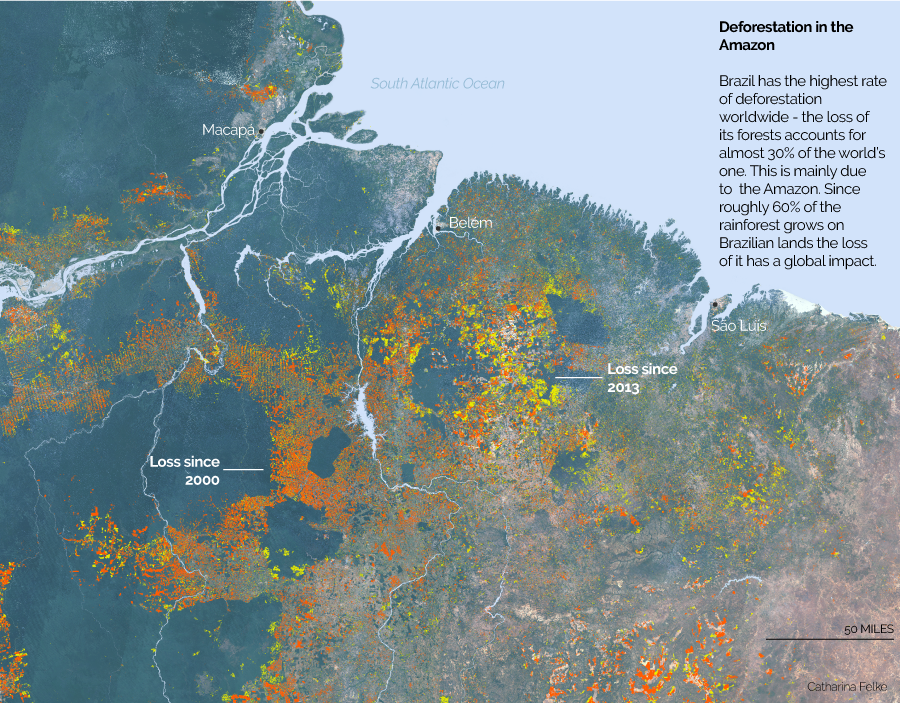 Deforestation in the
Amazon
Brazil has the highest rate
of deforestation
worldwide - the loss of
its forests accounts for
almost 30% of the world's
one. This is mainly due
to the Amazon. Since
roughly 60% of the
rainforest grows on
Brazilian lands the loss
of it has a global impact.
South Atlantic Ocean
Macapá
Belém
São Luis
Loss since
2013
Loss since
2000
50 MILES
Catharina Felke